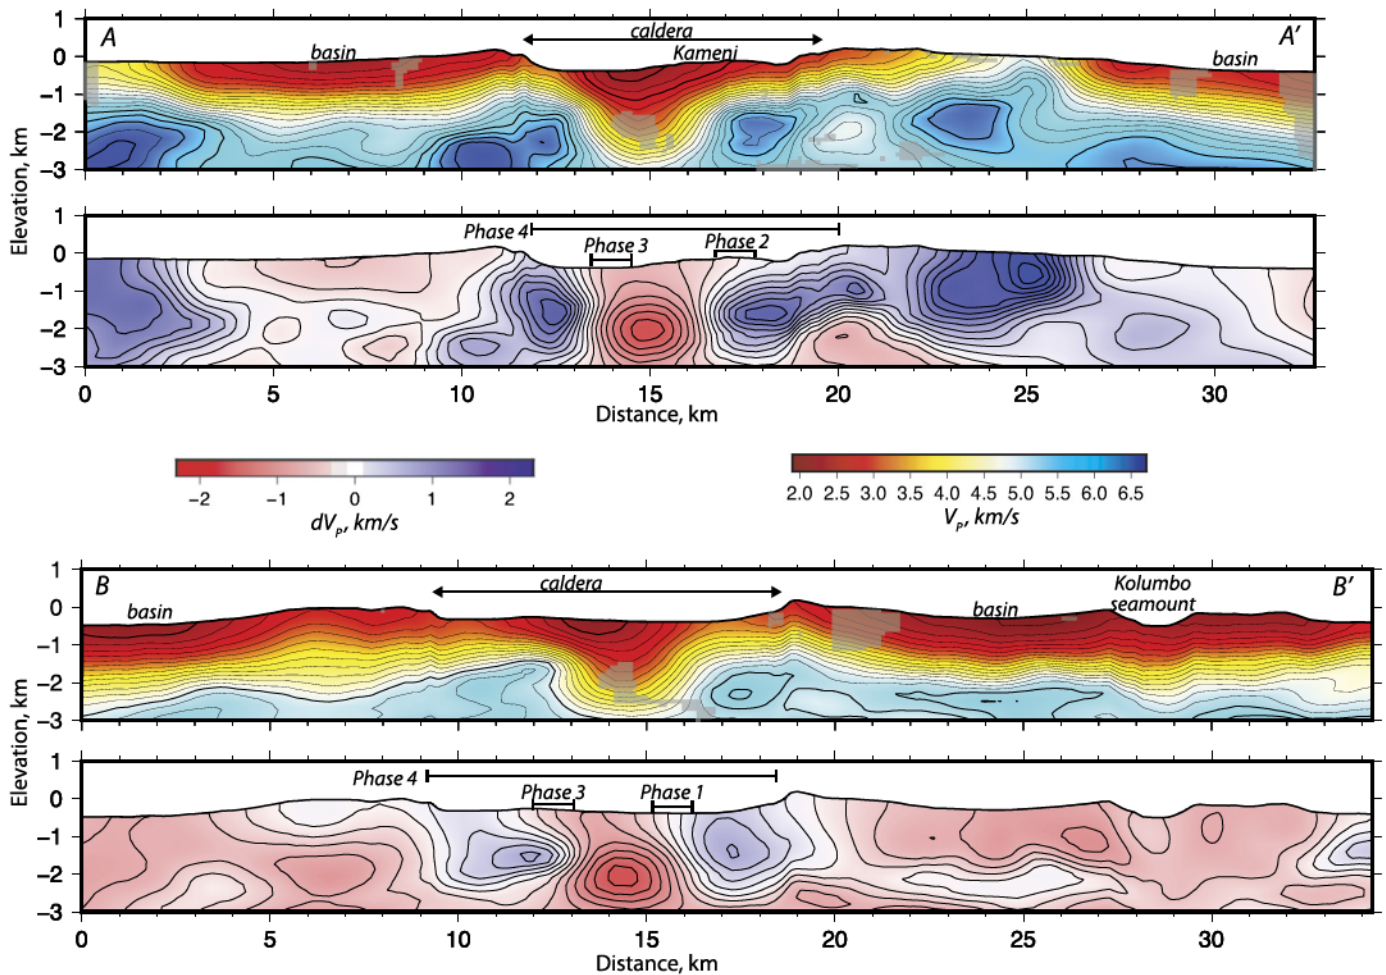 A caldera A'
basin Kameni basin
1
0
−1
−2
−3
Elevation, km
Phase 4 Phase 3 Phase 2
1
0
−1
−2
−3
0 5 10 15 20 25 30
Distance, km
−2 −1 0 1 2
dVP, km/s
2.0 2.5 3.0 3.5 4.0 4.5 5.0 5.5 6.0 6.5
VP, km/s
B caldera Kolumbo B'
basin basin seamount
1
0
−1
−2
−3
km
Elevation, km
Phase 4 Phase 3 Phase 1
1
0
−1
−2
−3
0 5 10 15 20 25 30
Distance, km